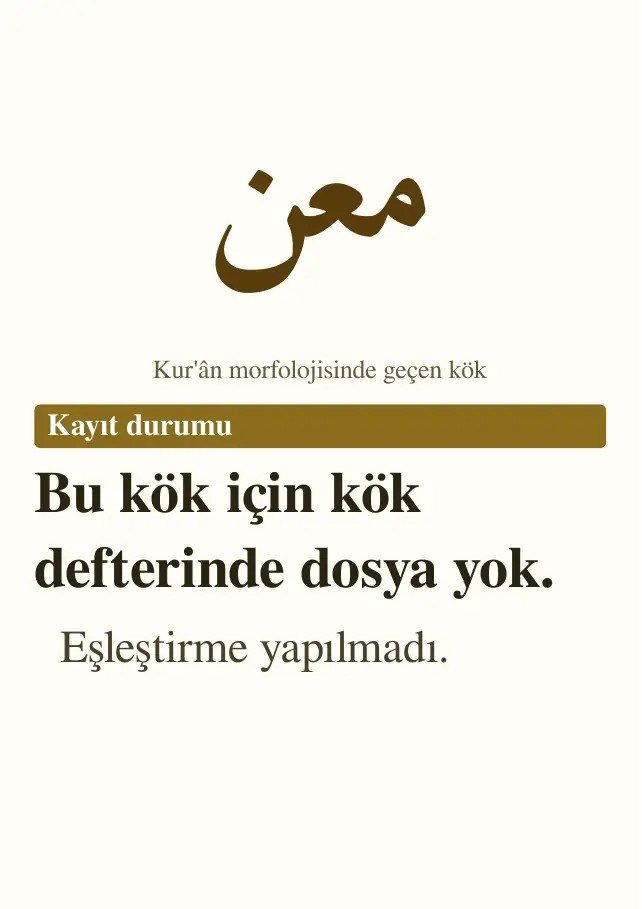 معن
Kur'ân morfolojisinde geçen kök
Kayıt durumu
Bu kök için kök
defterinde dosya yok.
Eşleştirme yapılmadı.